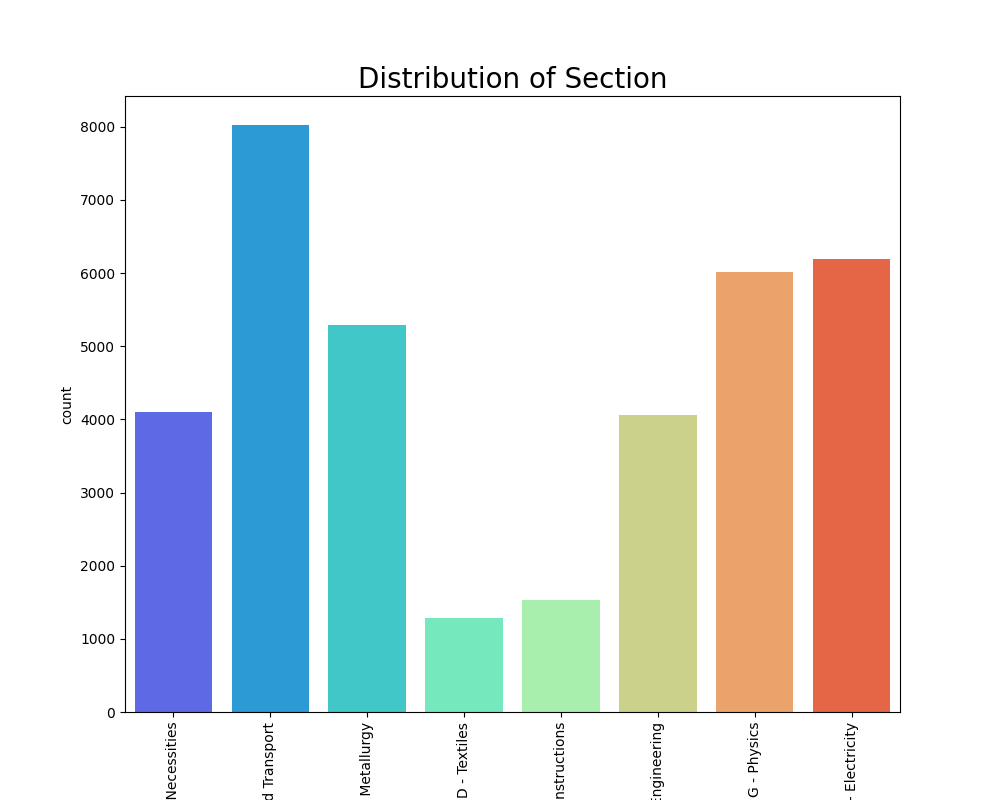 Distribution of Section
count
8000
7000
6000
5000
4000
3000
2000
1000
0
Necessities
d Transport
Metallurgy
D - Textiles
nstructions
Engineering
G - Physics
- Electricity